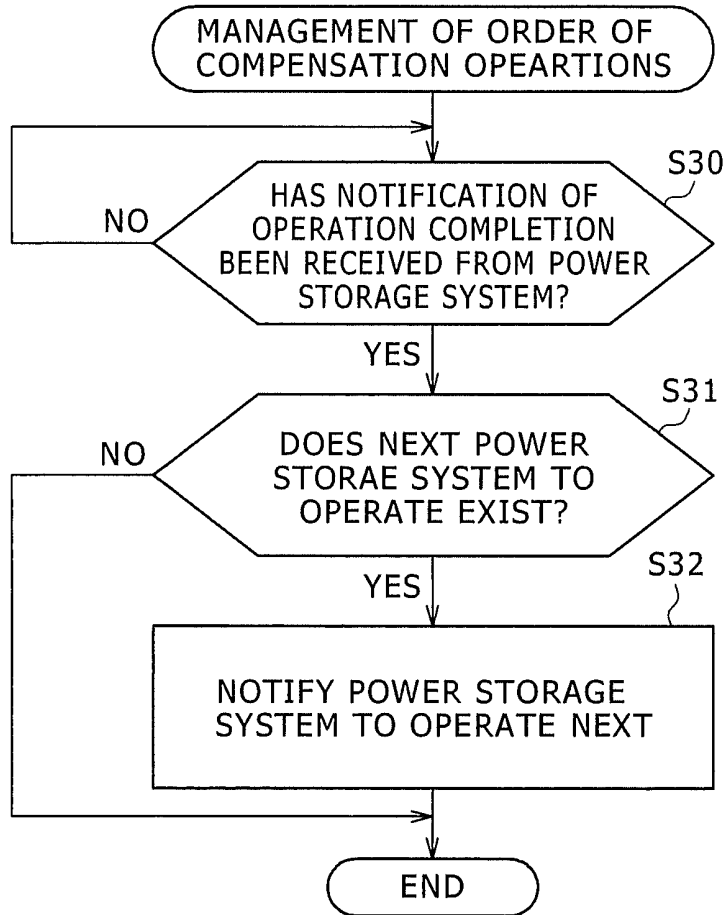 MANAGEMENT OF ORDER OF
COMPENSATION OPEARTIONS
S30
HAS NOTIFICATION OF
OPERATION COMPLETION
BEEN RECEIVED FROM POWER
STORAGE SYSTEM?
NO
YES
S31
DOES NEXT POWER
STORAE SYSTEM TO
OPERATE EXIST?
NO
YES
S32
NOTIFY POWER STORAGE
SYSTEM TO OPERATE NEXT
END